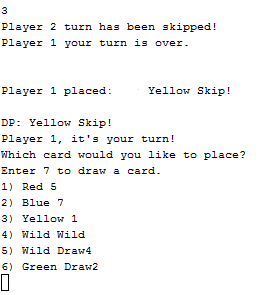 3
Player 2 turn has been skipped!
Player 1 your turn is over.
Player 1 placed: Yellow Skip!
DP: Yellow Skip!
Player 1, it's your turn!
Which card would you like to place?
Enter 7 to draw a card.
1) Red 5
2) Blue 7
3) Yellow 1
4) Wild Wild
5) Wild Draw4
6) Green Draw2